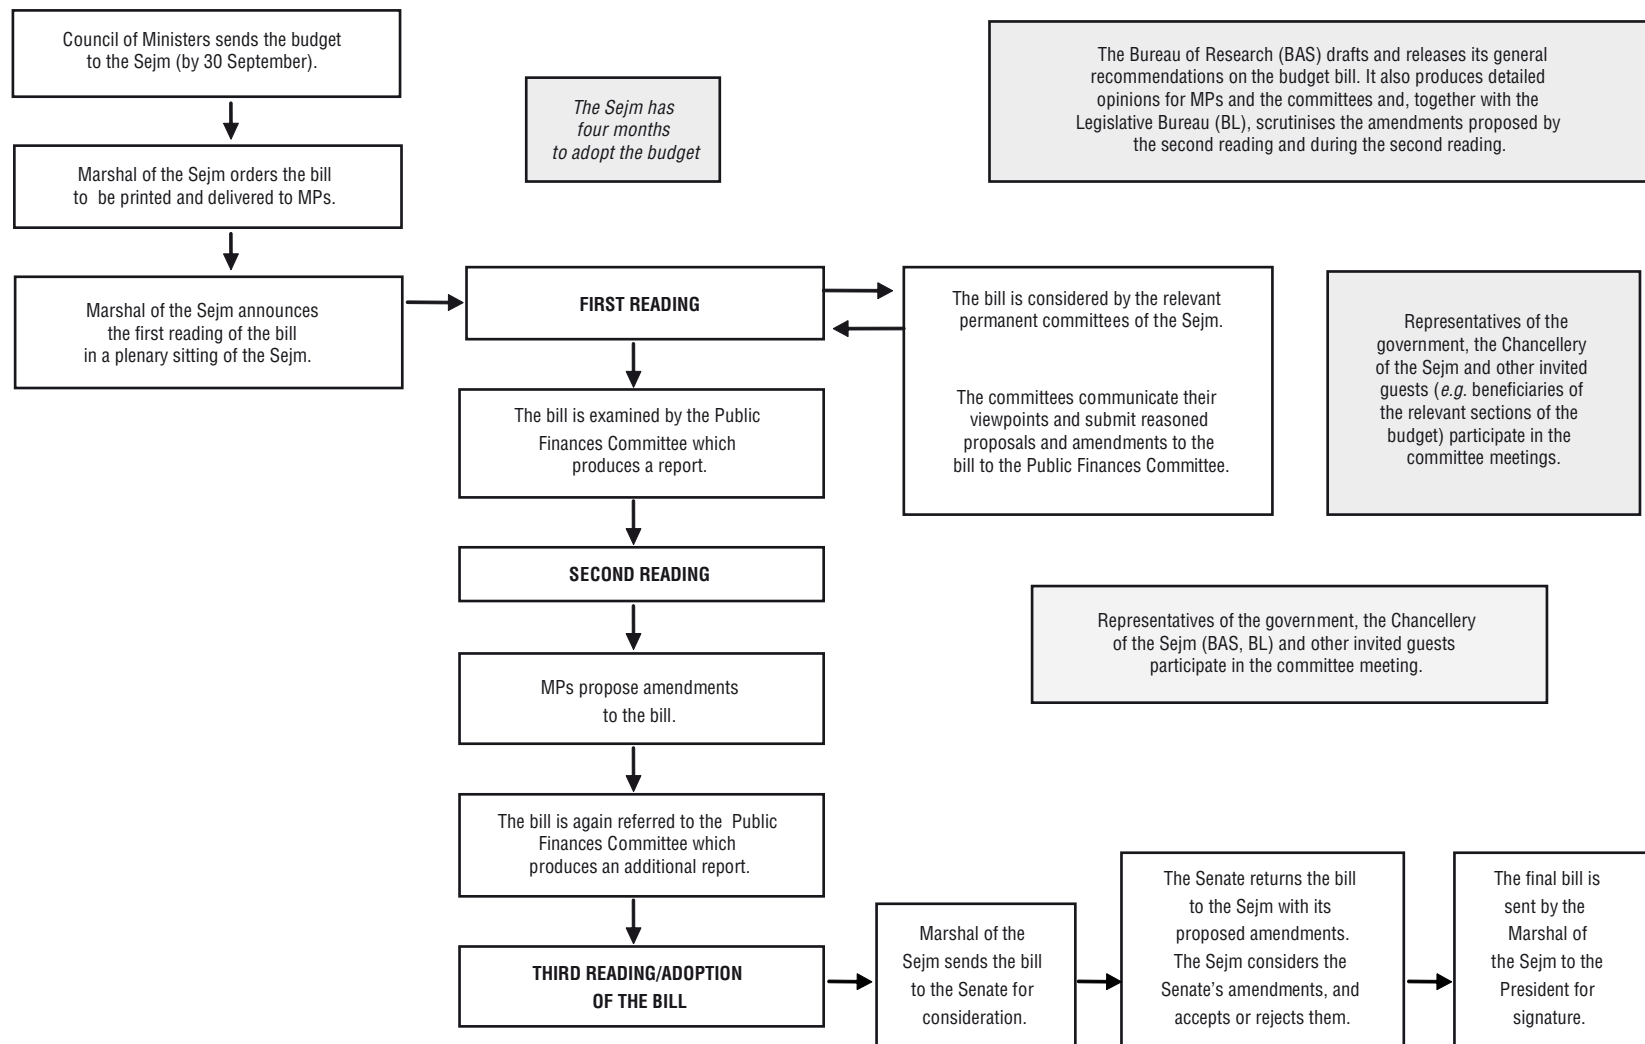 Council of Ministers sends the budget
to the Sejm (by 30 September).
Marshal of the Sejm orders the bill
to be printed and delivered to MPs.
Marshal of the Sejm announces
the first reading of the bill
in a plenary sitting of the Sejm.
The Sejm has
four months
to adopt the budget
The Bureau of Research (BAS) drafts and releases its general
recommendations on the budget bill. It also produces detailed
opinions for MPs and the committees and, together with the
Legislative Bureau (BL), scrutinises the amendments proposed by
the second reading and during the second reading.
FIRST READING
The bill is considered by the relevant
permanent committees of the Sejm.
The committees communicate their
viewpoints and submit reasoned
proposals and amendments to the
bill to the Public Finances Committee.
Representatives of the
government, the Chancellery
of the Sejm and other invited
guests (e.g. beneficiaries of
the relevant sections of the
budget) participate in the
committee meetings.
The bill is examined by the Public
Finances Committee which
produces a report.
SECOND READING
Representatives of the government, the Chancellery
of the Sejm (BAS, BL) and other invited guests
participate in the committee meeting.
MPs propose amendments
to the bill.
The bill is again referred to the Public
Finances Committee which
produces an additional report.
THIRD READING/ADOPTION
OF THE BILL
Marshal of the
Sejm sends the bill
to the Senate for
consideration.
The Senate returns the bill
to the Sejm with its
proposed amendments.
The Sejm considers the
Senate's amendments, and
accepts or rejects them.
The final bill is
sent by the
Marshal of
the Sejm to the
President for
signature.